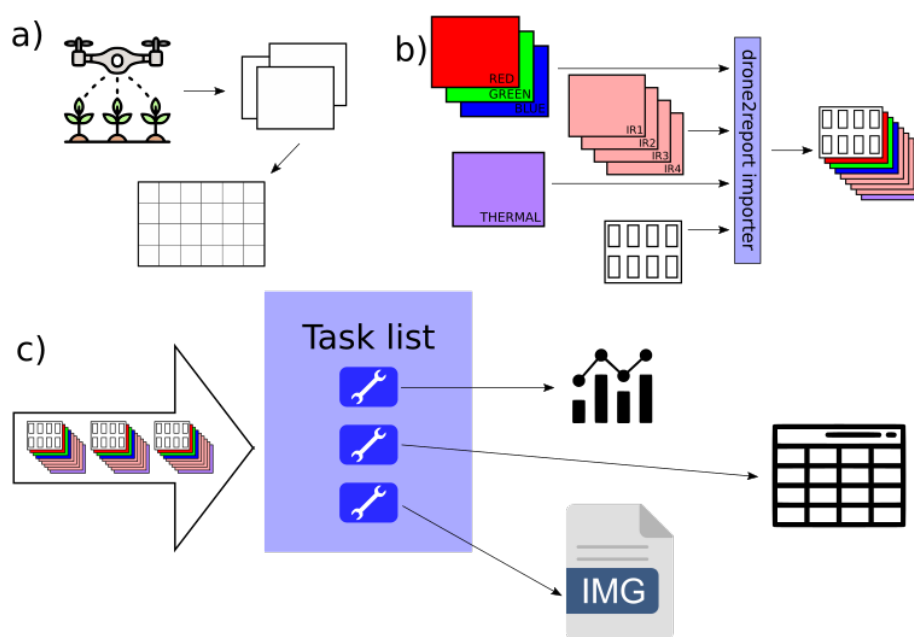 a)
b)
RED
GREEN
BLUE
IR1
IR2
IR3
IR4
THERMAL
drone2report importer
c)
Task list
IMG